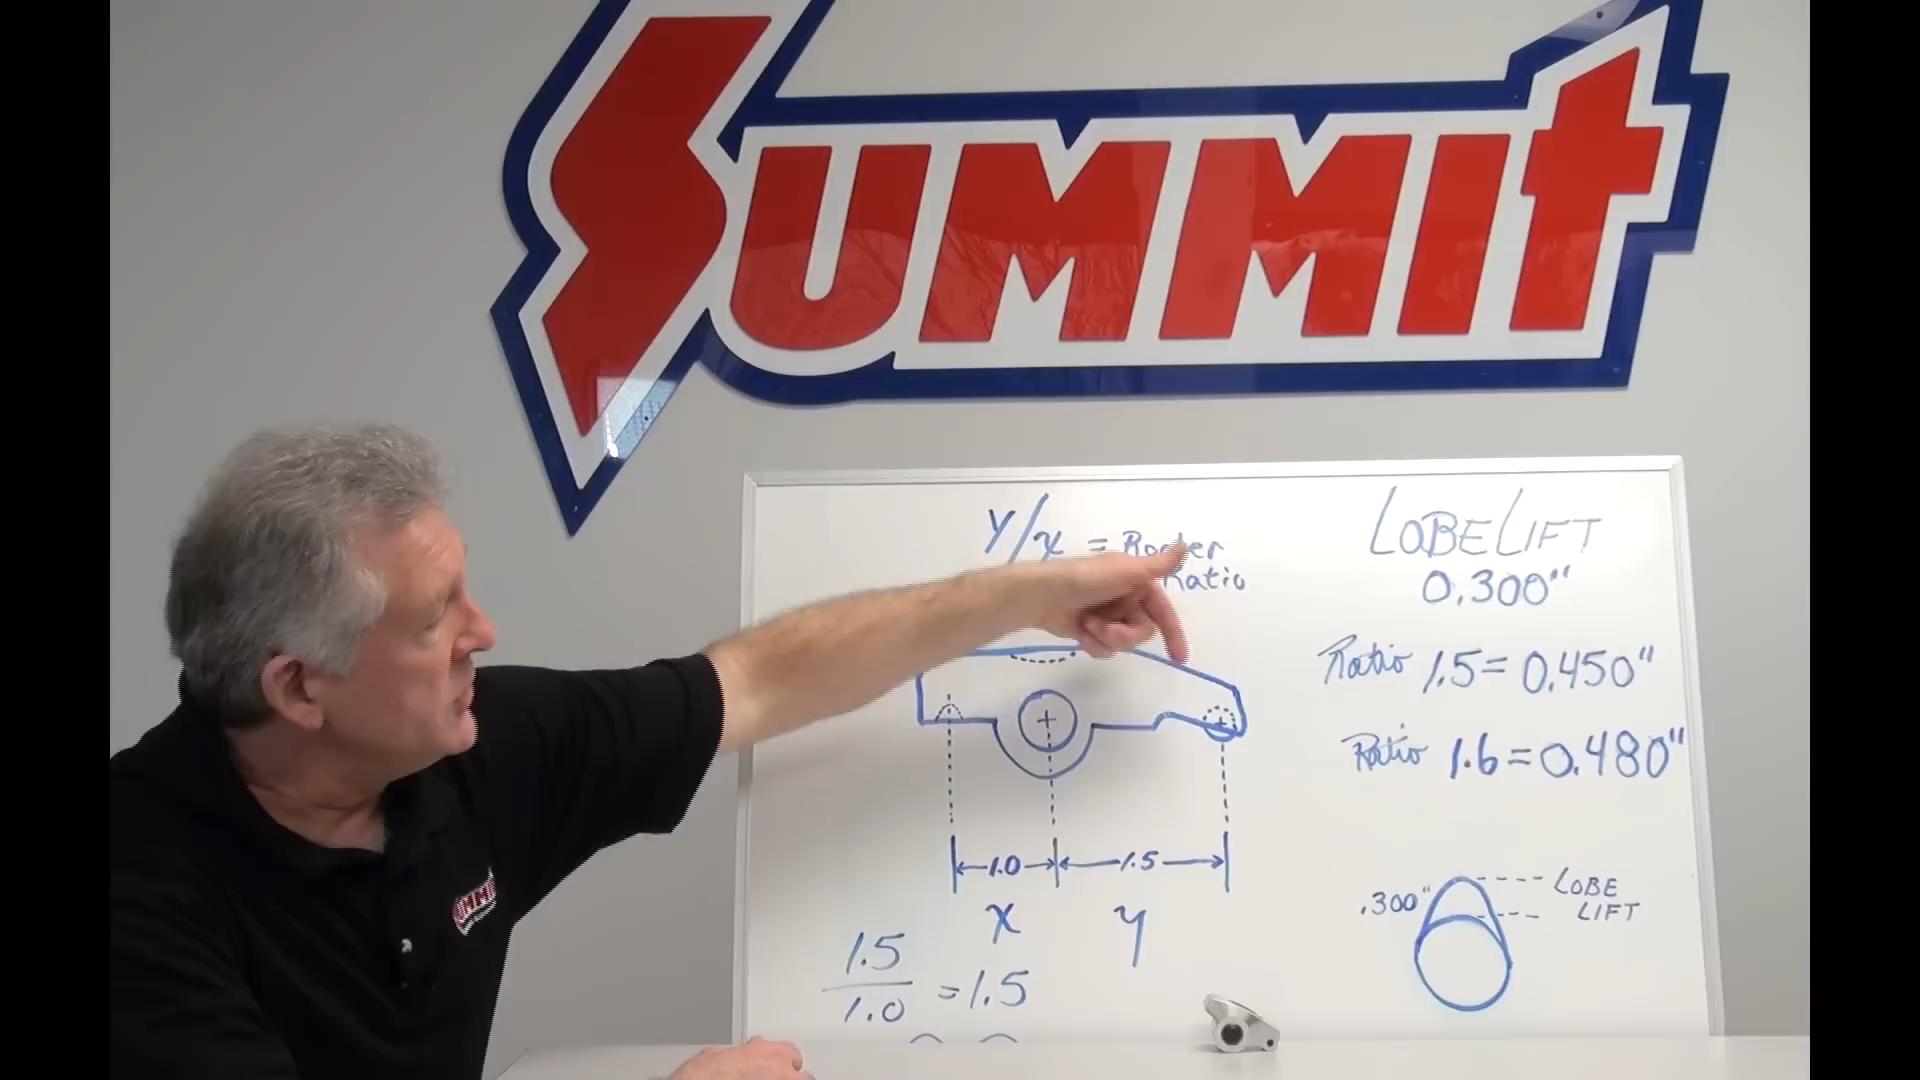 SUMMIT
Y/X = Rocker
Ratio
LOBE LIFT
0.300"
Ratio 1.5 = 0.450"
Ratio 1.6 = 0.480"
1.0
1.5
X
y
1.5
1.0
= 1.5
.300"
LOBE
LIFT
SUMMIT